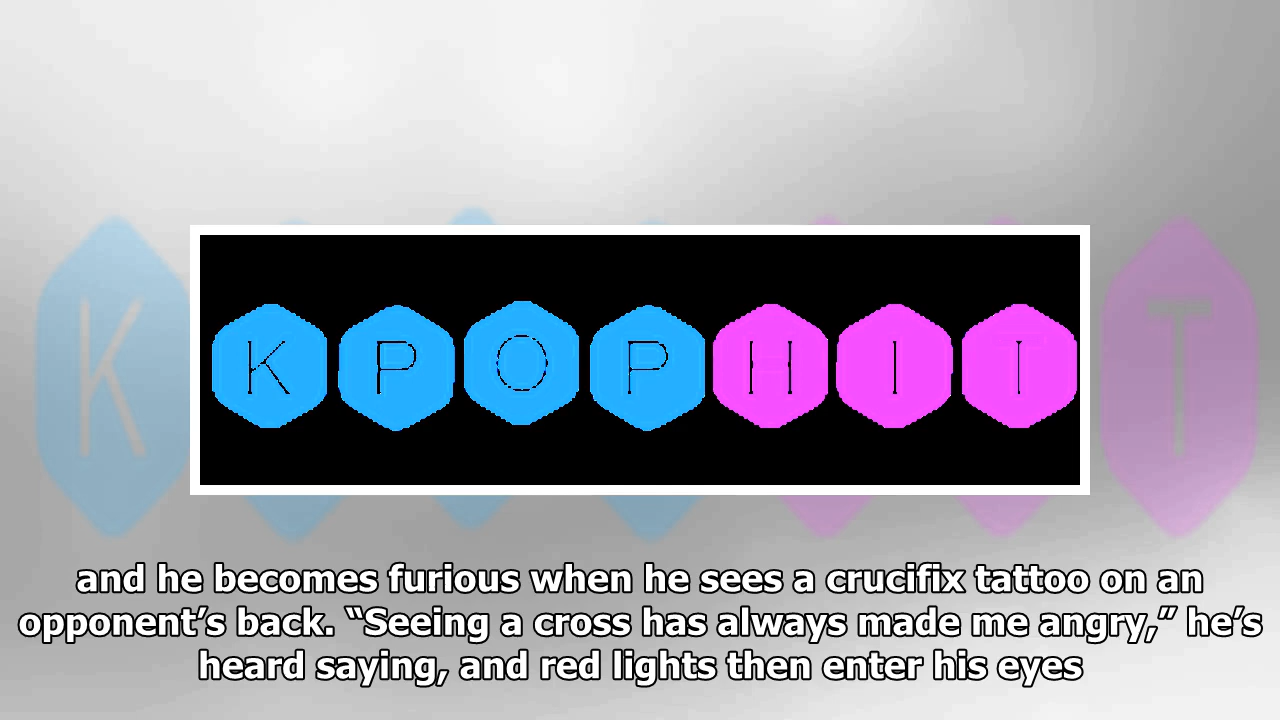 KPOPHIT
and he becomes furious when he sees a crucifix tattoo on an
opponent’s back. “Seeing a cross has always made me angry,” he’s
heard saying, and red lights then enter his eyes